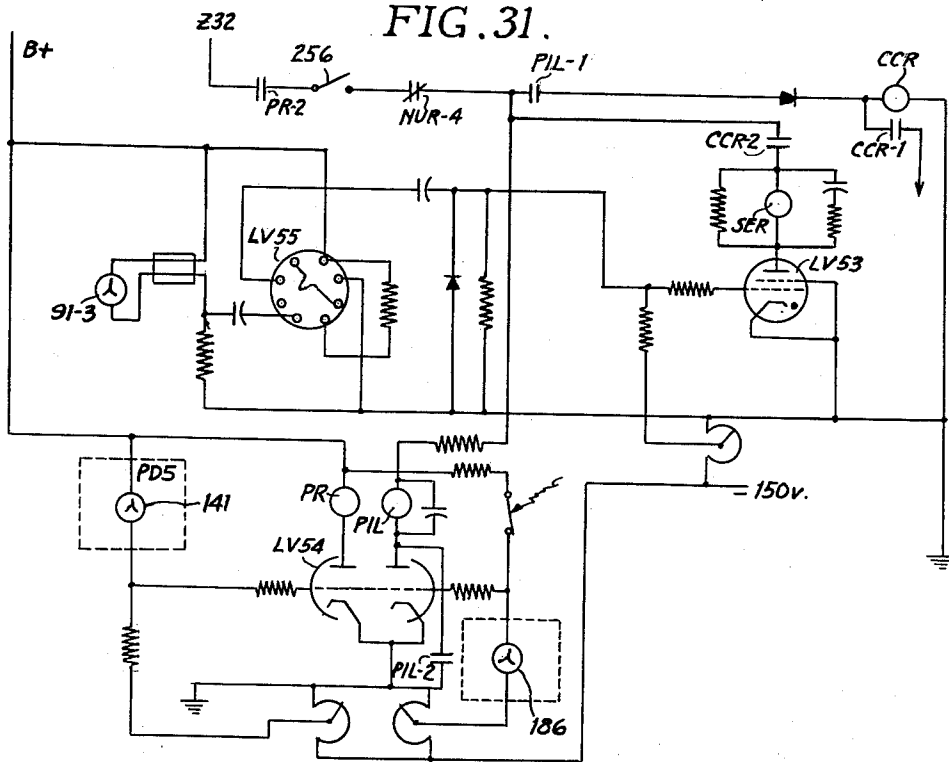 FIG. 31.
Z32
B+
256
PIL-1
CCR
PR-2
NUR-4
CCR-2
CCR-1
LV55
SER
LV53
91-3
PD5
141
PR
PIL
-150v.
LV54
PIL-2
186